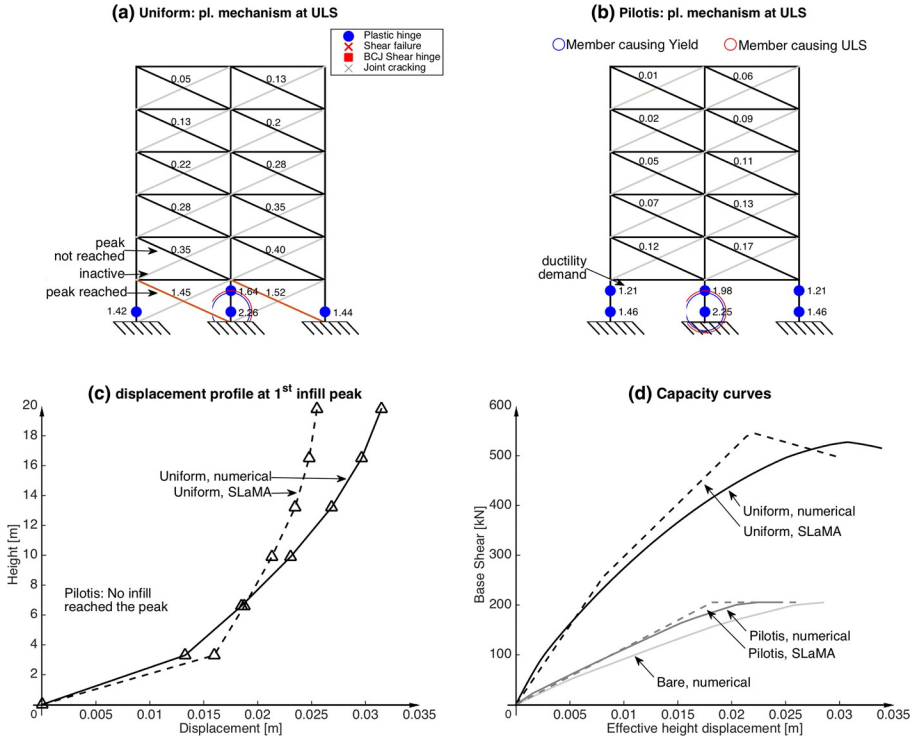 (a) Uniform: pl. mechanism at ULS
Plastic hinge
Shear failure
BCJ Shear hinge
Joint cracking
0.05
0.13
0.13
0.2
0.22
0.28
0.28
0.35
peak
not reached
0.35
0.40
inactive
peak reached
1.45
1.64
1.52
1.42
2.26
1.44
(b) Pilotis: pl. mechanism at ULS
Member causing Yield
Member causing ULS
0.01
0.06
0.02
0.09
0.05
0.11
0.07
0.13
0.12
0.17
ductility
demand
1.21
1.98
1.21
1.46
2.25
1.46
(c) displacement profile at 1st infill peak
20
18
16
14
12
10
8
6
4
2
0
Height [m]
Uniform, numerical
Uniform, SLaMA
Pilotis: No infill
reached the peak
0
0.005
0.01
0.015
0.02
0.025
0.03
0.035
Displacement [m]
(d) Capacity curves
600
500
400
300
200
100
0
Base Shear [kN]
Uniform, numerical
Uniform, SLaMA
Pilotis, numerical
Pilotis, SLaMA
Bare, numerical
0
0.005
0.01
0.015
0.02
0.025
0.03
0.035
Effective height displacement [m]